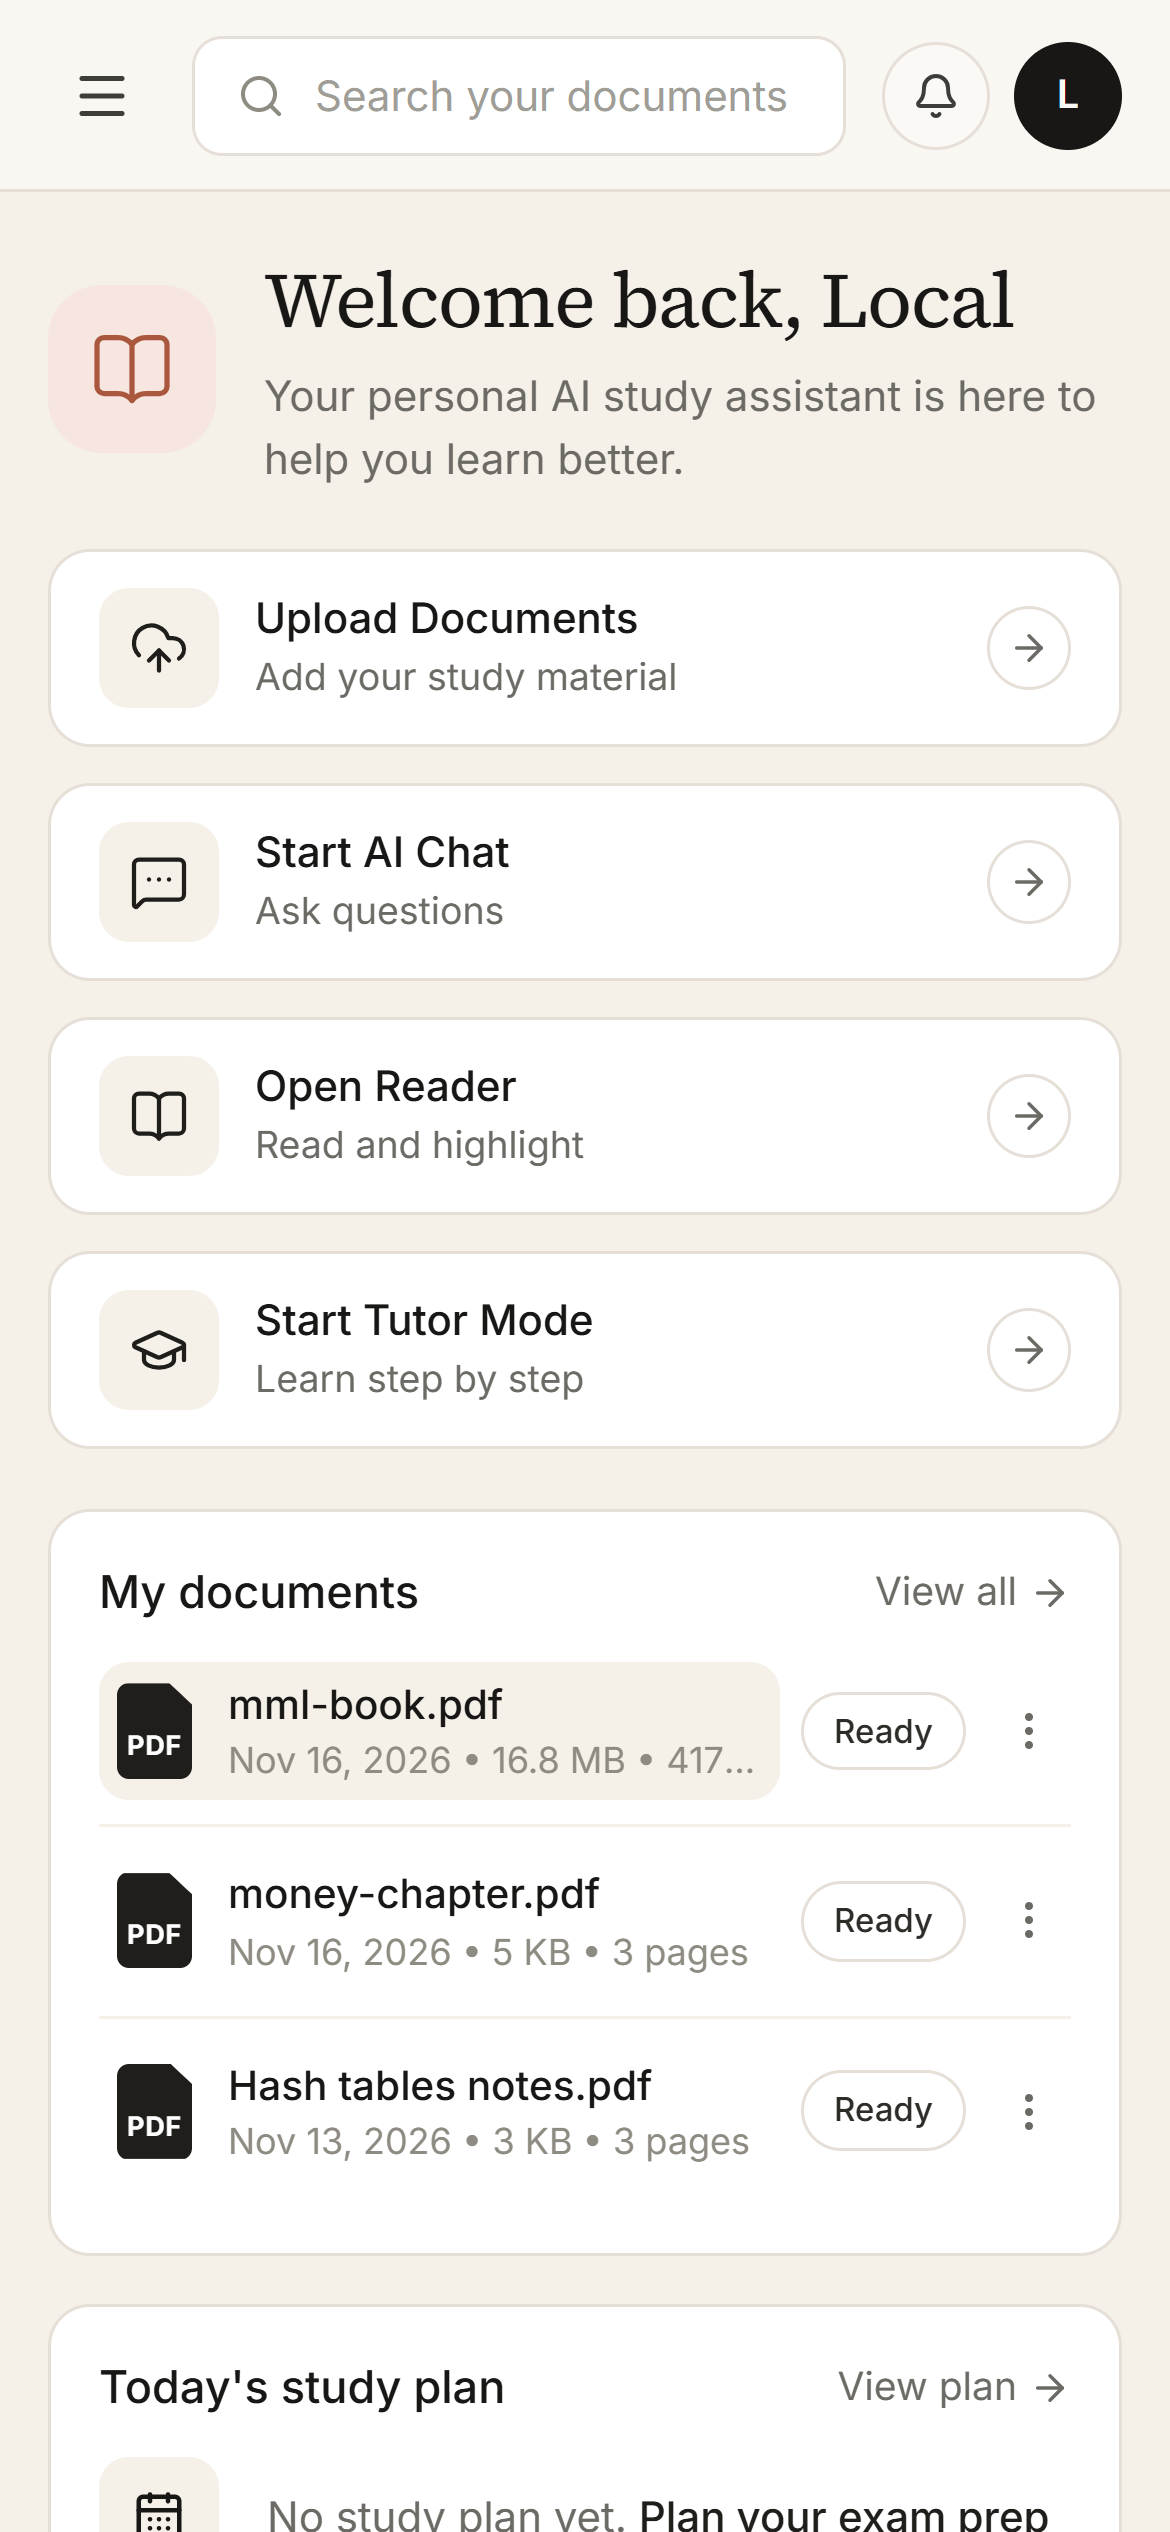 Search your documents
L
Welcome back, Local
Your personal AI study assistant is here to
help you learn better.
Upload Documents
Add your study material
Start AI Chat
Ask questions
Open Reader
Read and highlight
Start Tutor Mode
Learn step by step
My documents
View all
PDF
mml-book.pdf
Nov 16, 2026 • 16.8 MB • 417...
Ready
PDF
money-chapter.pdf
Nov 16, 2026 • 5 KB • 3 pages
Ready
PDF
Hash tables notes.pdf
Nov 13, 2026 • 3 KB • 3 pages
Ready
Today's study plan
View plan
No study plan yet. Plan your exam prep